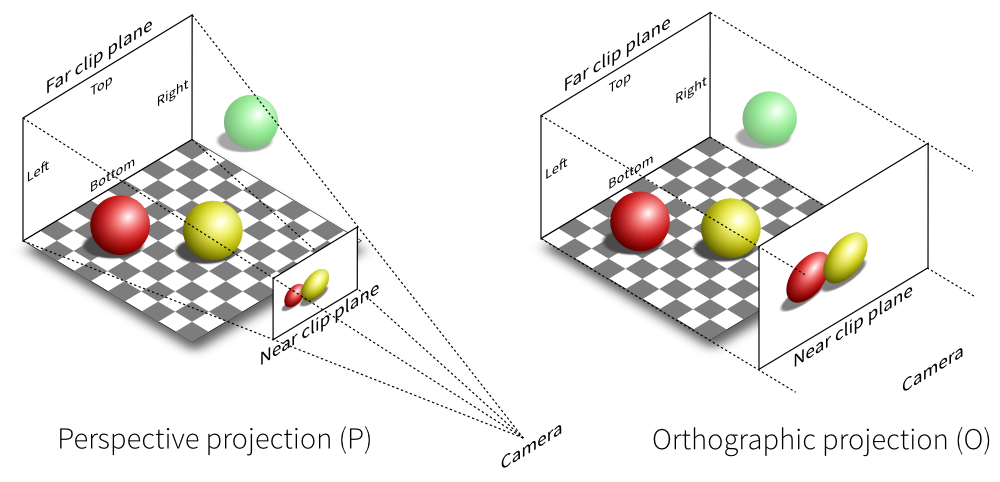 Far clip plane
Top
Right
Left
Bottom
Near clip plane
Camera
Perspective projection (P)
Far clip plane
Top
Right
Left
Bottom
Near clip plane
Camera
Orthographic projection (O)